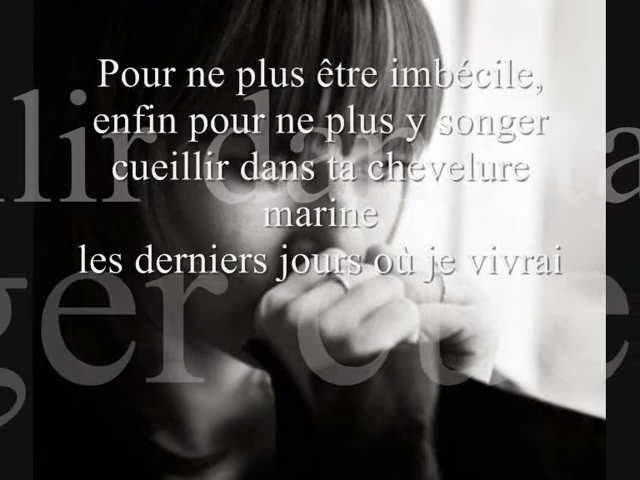 Pour ne plus être imbécile,
enfin pour ne plus y songer
cueillir dans ta chevelure
marine
les derniers jours où je vivrai